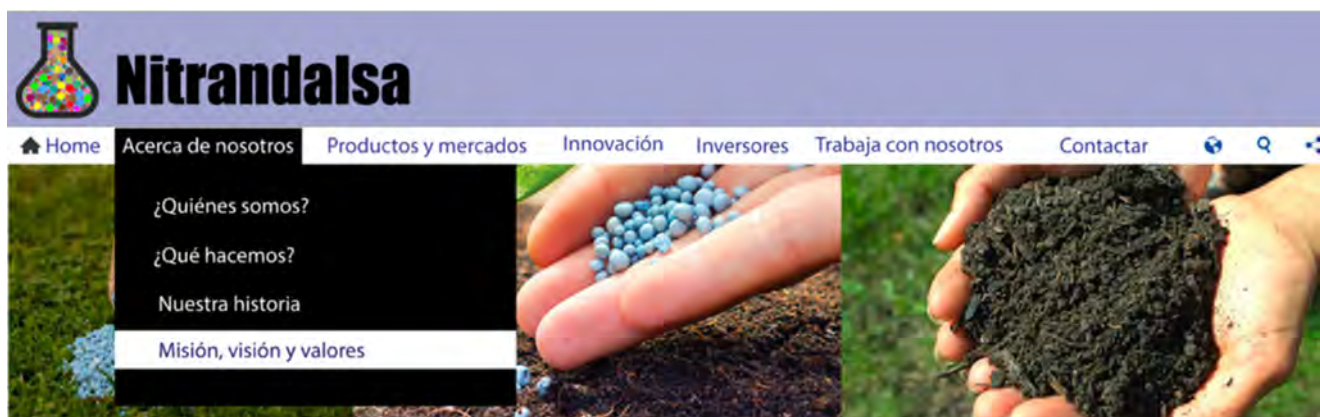 Nitrandalsa
Home Acerca de nosotros Productos y mercados Innovación Inversores Trabaja con nosotros Contactar
¿Quiénes somos?
¿Qué hacemos?
Nuestra historia
Misión, visión y valores